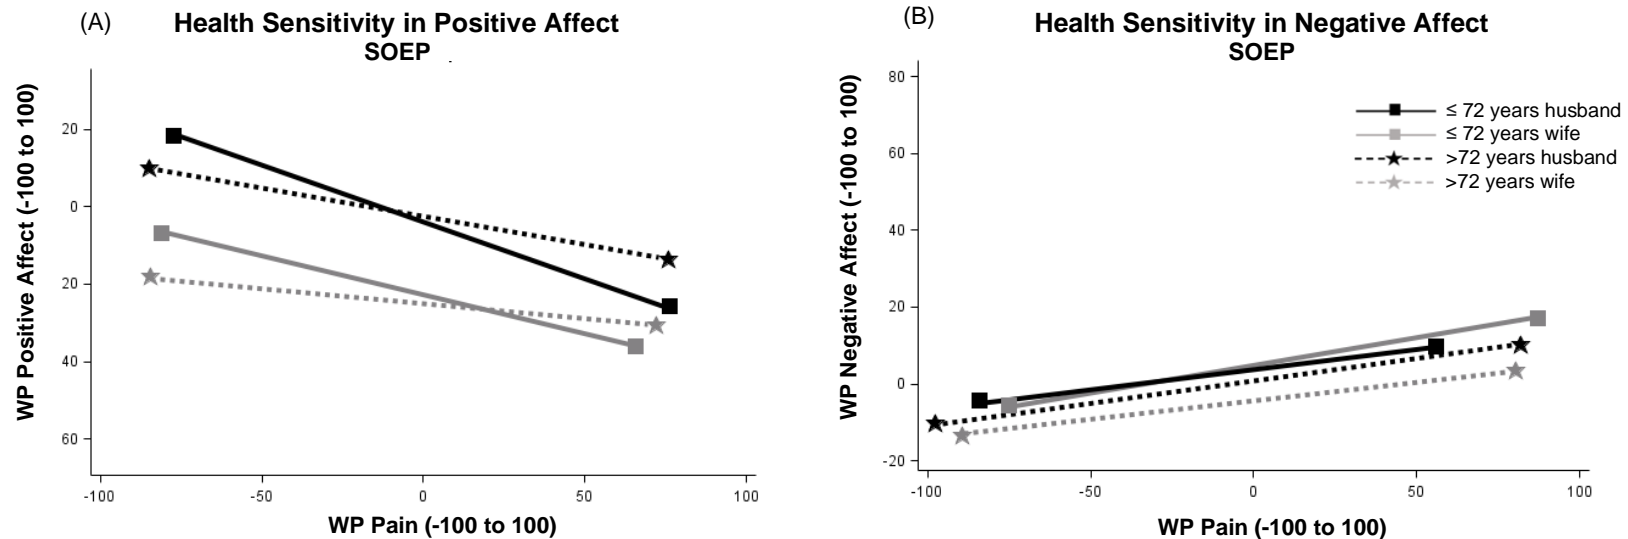 (A)
Health Sensitivity in Positive Affect
SOEP
WP Positive Affect (-100 to 100)
20
0
20
40
60
-100
-50
0
50
100
WP Pain (-100 to 100)
(B)
Health Sensitivity in Negative Affect
SOEP
WP Negative Affect (-100 to 100)
80
60
40
20
0
-20
-100
-50
0
50
100
WP Pain (-100 to 100)
≤ 72 years husband
≤ 72 years wife
>72 years husband
>72 years wife